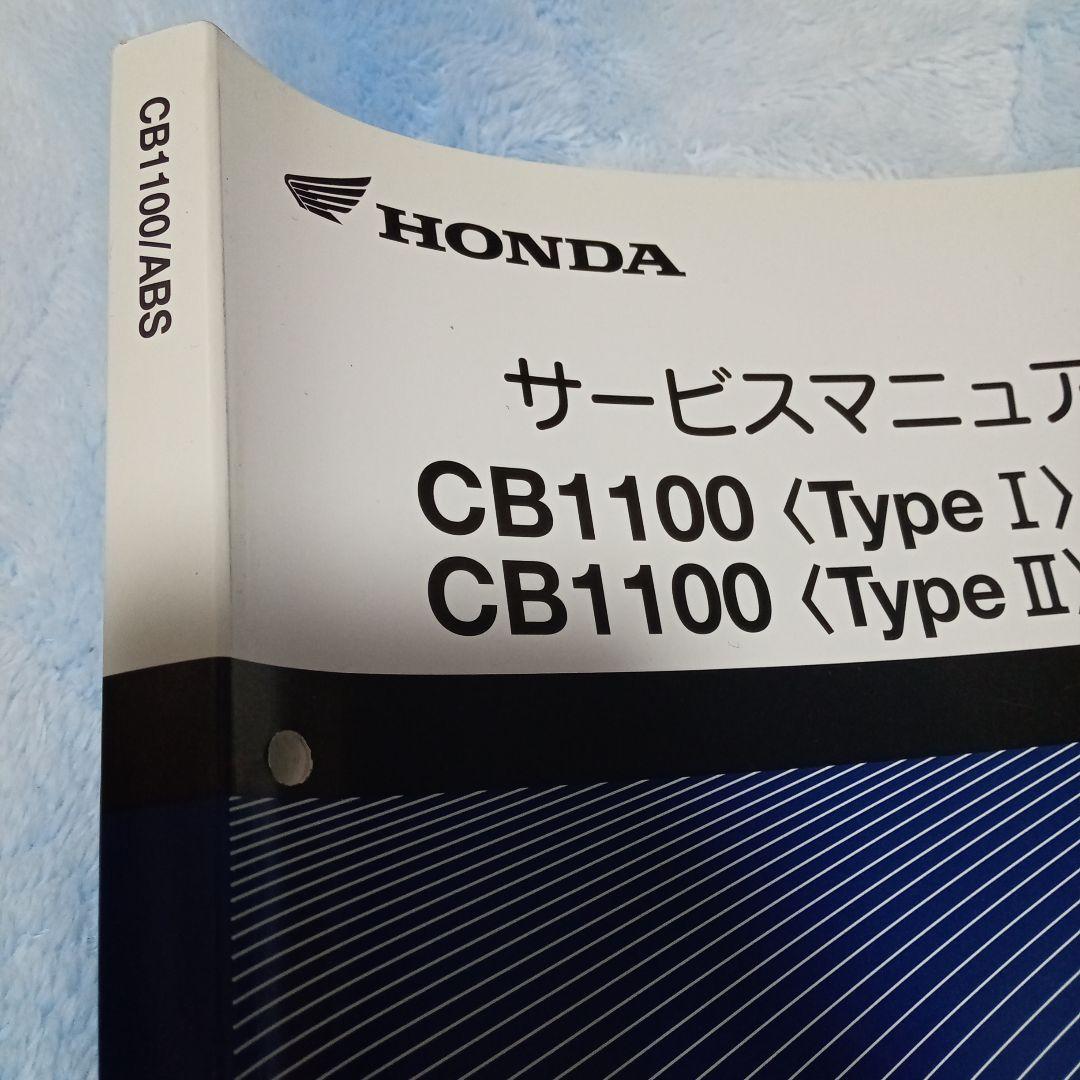 CB1100/ABS
HONDA
サービスマニュア
CB1100〈Type Ⅰ〉
CB1100〈Type Ⅱ〉